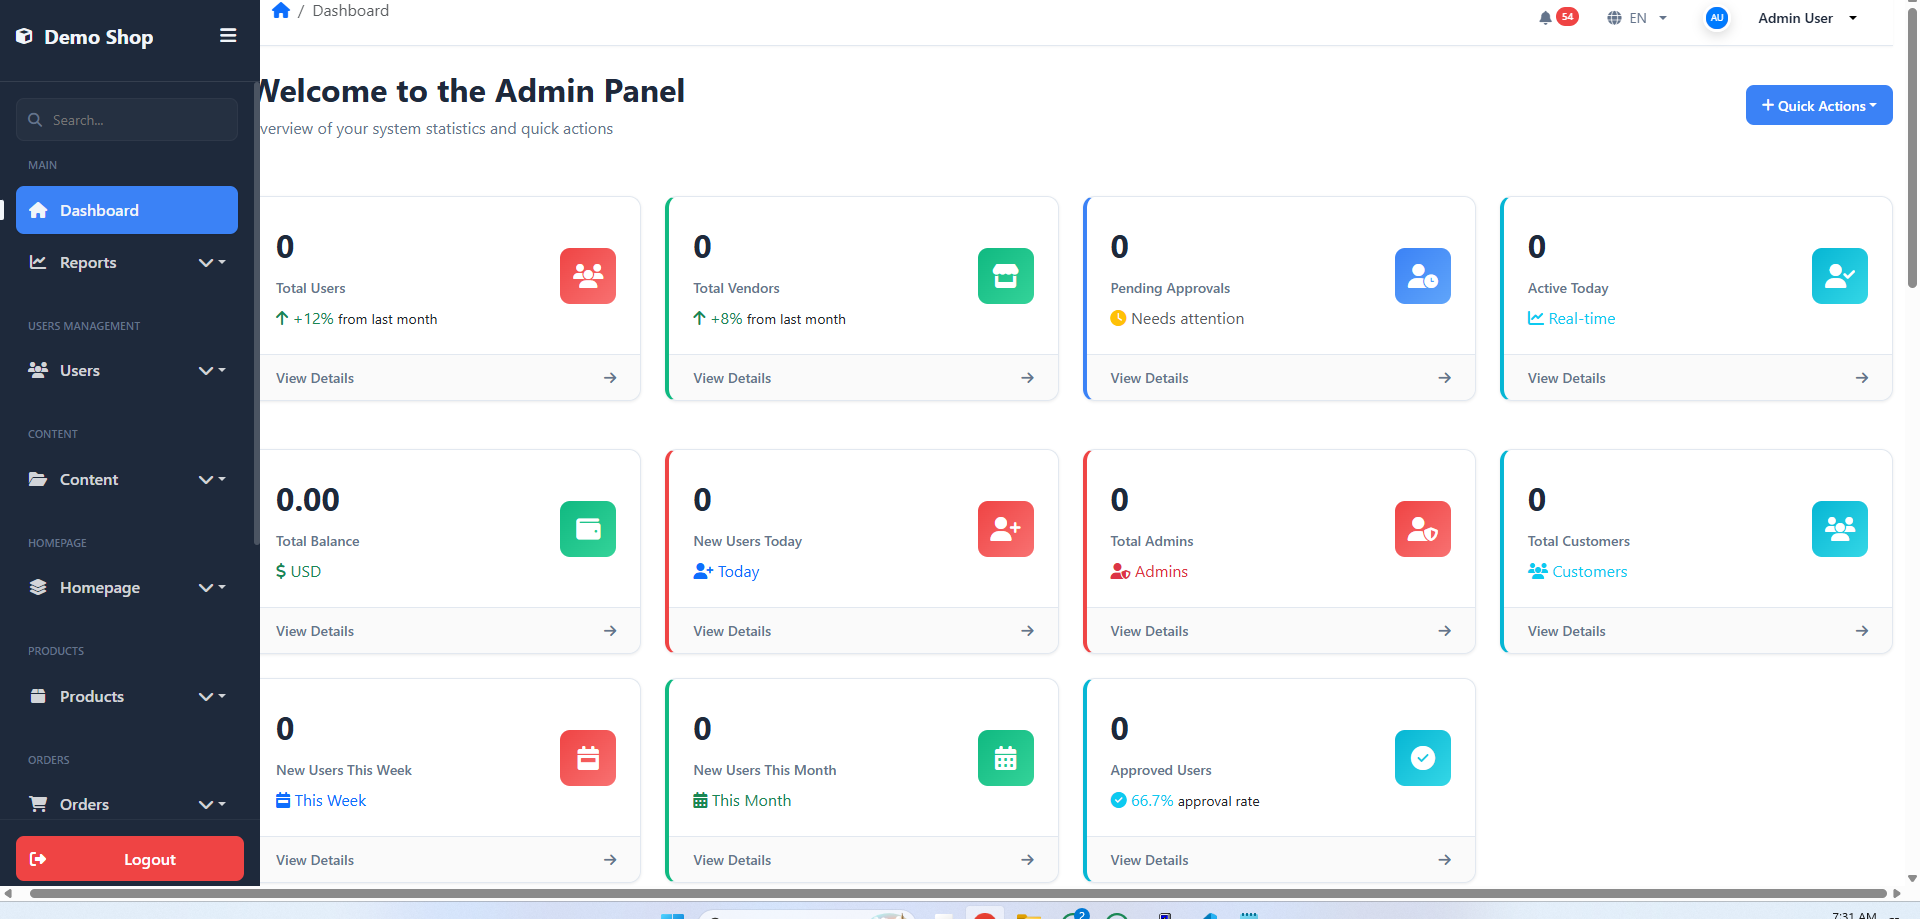 Demo Shop
Search...
MAIN
Dashboard
Reports
USERS MANAGEMENT
Users
CONTENT
Content
HOMEPAGE
Homepage
PRODUCTS
Products
ORDERS
Orders
Logout
/ Dashboard
54
EN
AU
Admin User
Welcome to the Admin Panel
verview of your system statistics and quick actions
+ Quick Actions
0
Total Users
+12% from last month
View Details
0
Total Vendors
+8% from last month
View Details
0
Pending Approvals
Needs attention
View Details
0
Active Today
Real-time
View Details
0.00
Total Balance
$ USD
View Details
0
New Users Today
Today
View Details
0
Total Admins
Admins
View Details
0
Total Customers
Customers
View Details
0
New Users This Week
This Week
View Details
0
New Users This Month
This Month
View Details
0
Approved Users
66.7% approval rate
View Details
2
7:31 AM